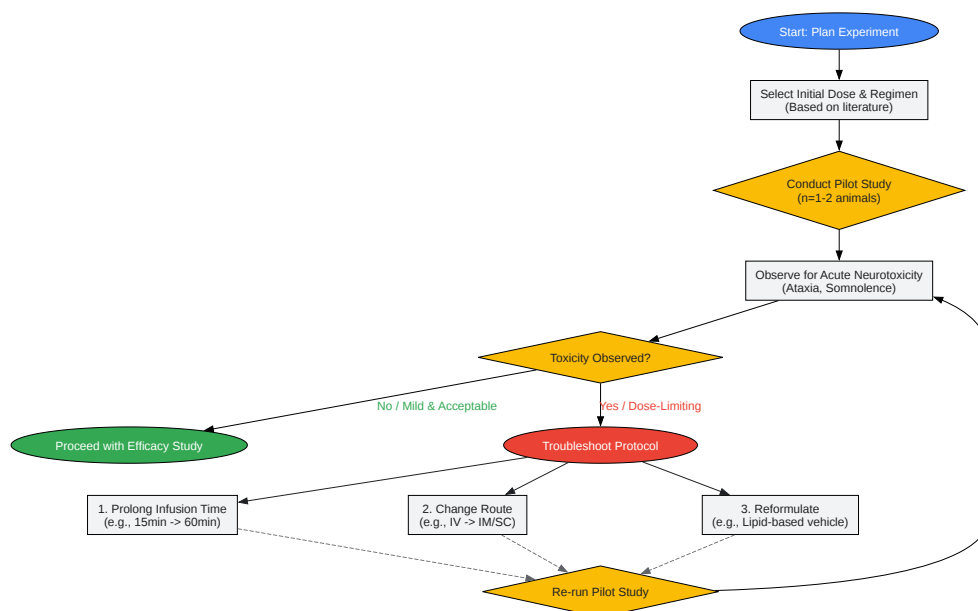 Start: Plan Experiment
Select Initial Dose & Regimen
(Based on literature)
Conduct Pilot Study
(n=1-2 animals)
Observe for Acute Neurotoxicity
(Ataxia, Somnolence)
Toxicity Observed?
No / Mild & Acceptable
Yes / Dose-Limiting
Proceed with Efficacy Study
Troubleshoot Protocol
1. Prolong Infusion Time
(e.g., 15min -> 60min)
2. Change Route
(e.g., IV -> IM/SC)
3. Reformulate
(e.g., Lipid-based vehicle)
Re-run Pilot Study